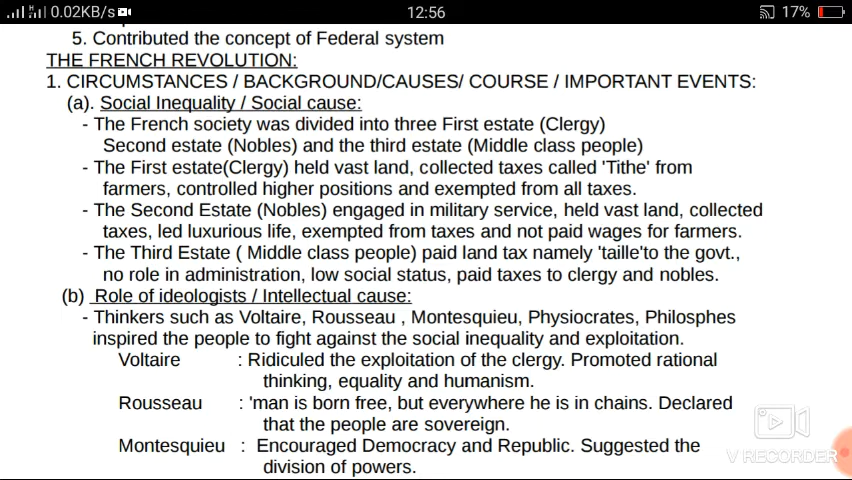 0.02KB/s 12:56 17%
5. Contributed the concept of Federal system
THE FRENCH REVOLUTION:
1. CIRCUMSTANCES / BACKGROUND/CAUSES/ COURSE / IMPORTANT EVENTS:
(a). Social Inequality / Social cause:
- The French society was divided into three First estate (Clergy)
Second estate (Nobles) and the third estate (Middle class people)
- The First estate(Clergy) held vast land, collected taxes called 'Tithe' from
farmers, controlled higher positions and exempted from all taxes.
- The Second Estate (Nobles) engaged in military service, held vast land, collected
taxes, led luxurious life, exempted from taxes and not paid wages for farmers.
- The Third Estate ( Middle class people) paid land tax namely 'taille'to the govt.,
no role in administration, low social status, paid taxes to clergy and nobles.
(b) Role of ideologists / Intellectual cause:
- Thinkers such as Voltaire, Rousseau , Montesquieu, Physiocrates, Philosphes
inspired the people to fight against the social inequality and exploitation.
Voltaire : Ridiculed the exploitation of the clergy. Promoted rational
thinking, equality and humanism.
Rousseau : 'man is born free, but everywhere he is in chains. Declared
that the people are sovereign.
Montesquieu : Encouraged Democracy and Republic. Suggested the
division of powers.
V RECORDER